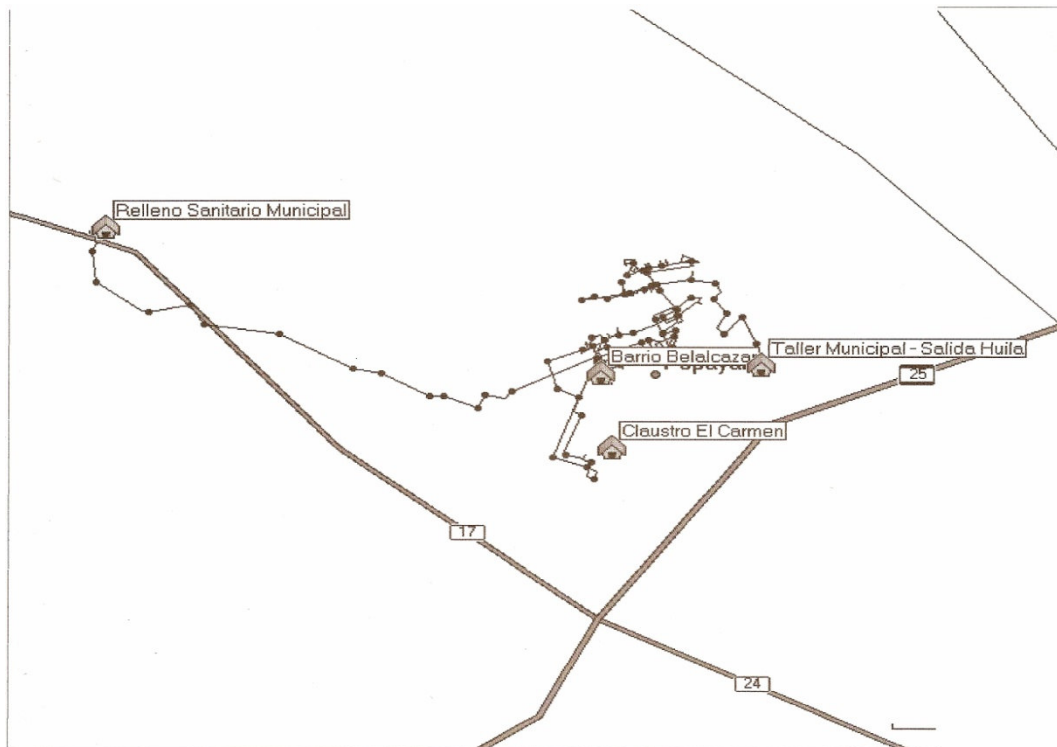 Relleno Sanitario Municipal
Barrio Belalcazar
Taller Municipal - Salida Huila
25
Claustro El Carmen
17
24